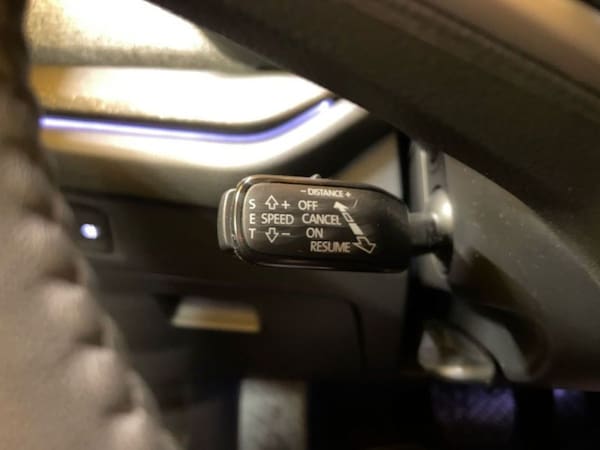 − DISTANCE +
S ⇧+ OFF
E SPEED CANCEL
T ⇩− ON
RESUME